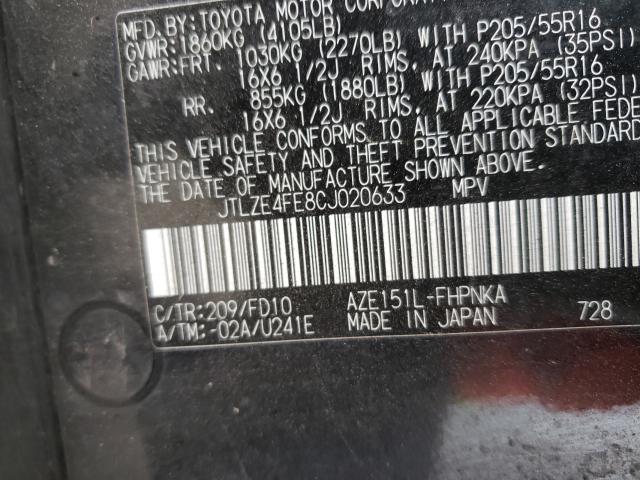 MFD.BY:TOYOTA MOTOR
GVWR:1860KG (4105LB)
GAWR:FRT. 1030KG (2270LB) WITH P205/55R16
16X6 1/2J RIMS, AT 240KPA (35PSI)
RR. 855KG (1880LB) WITH P205/55R16
16X6 1/2J RIMS, AT 220KPA (32PSI)
THIS VEHICLE CONFORMS TO ALL APPLICABLE
VEHICLE SAFETY AND THEFT PREVENTION STANDARD
THE DATE OF MANUFACTURE SHOWN ABOVE.
JTLZE4FE8CJ020633 MPV
C/TR:209/FD10 AZE151L-FHPNKA
A/TM:-02A/U241E MADE IN JAPAN 728